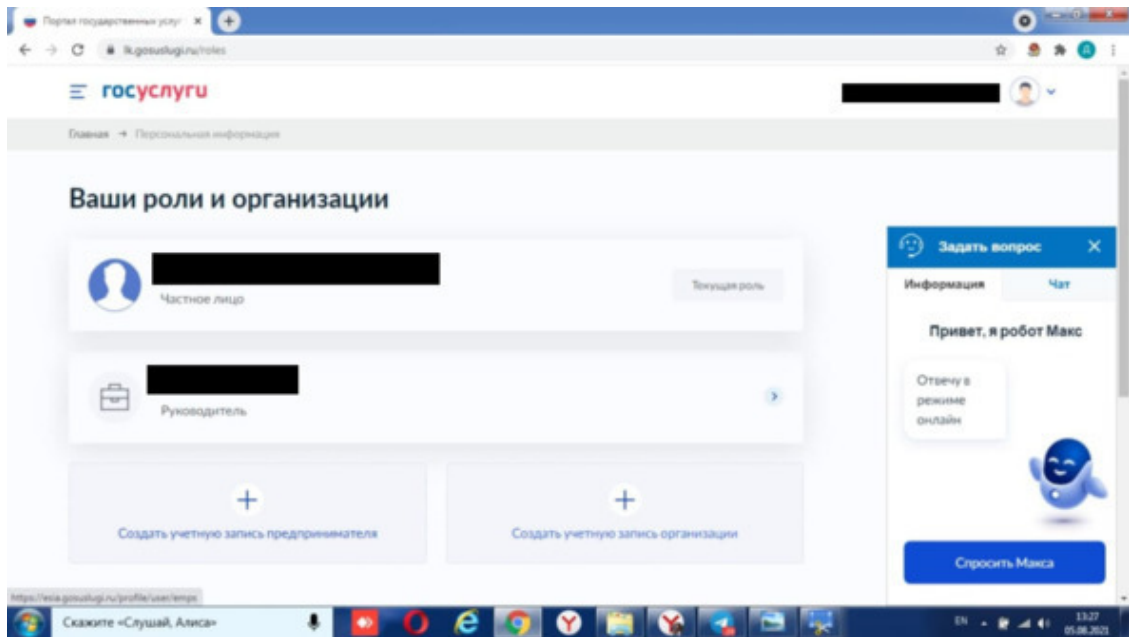 Портал государственных услуг
lk.gosuslugi.ru/roles
госуслуги
Главная → Персональная информация
Ваши роли и организации
Частное лицо
Текущая роль
Руководитель
Создать учетную запись предпринимателя
Создать учетную запись организации
Задать вопрос
Информация Чат
Привет, я робот Макс
Отвечу в
режиме
онлайн
Спросить Макса
https://esia.gosuslugi.ru/profile/user/emps
Скажите «Слушай, Алиса»
EN
13:27
05.08.2021